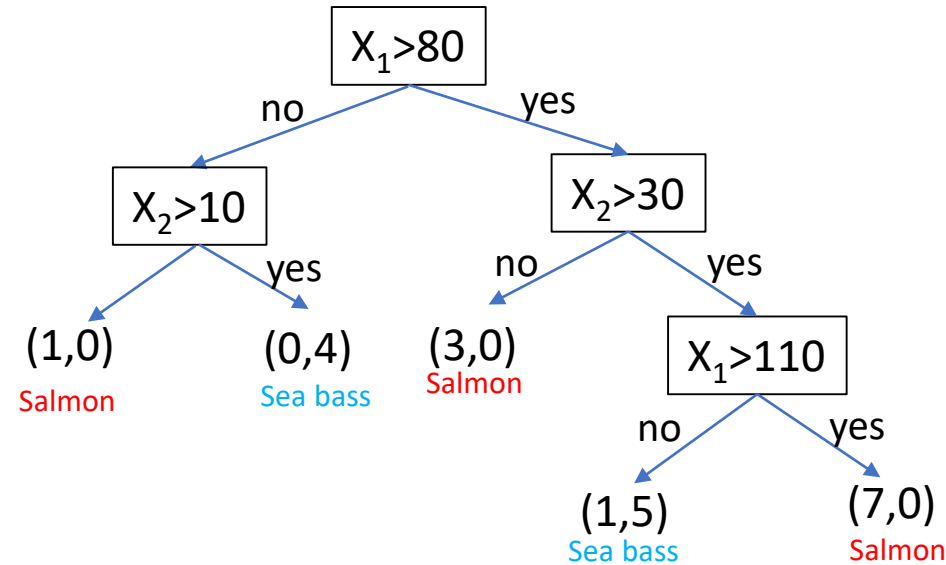 X₁>80
no
yes
X₂>10
X₂>30
yes
no
yes
(1,0)
Salmon
(0,4)
Sea bass
(3,0)
Salmon
X₁>110
no
yes
(1,5)
Sea bass
(7,0)
Salmon